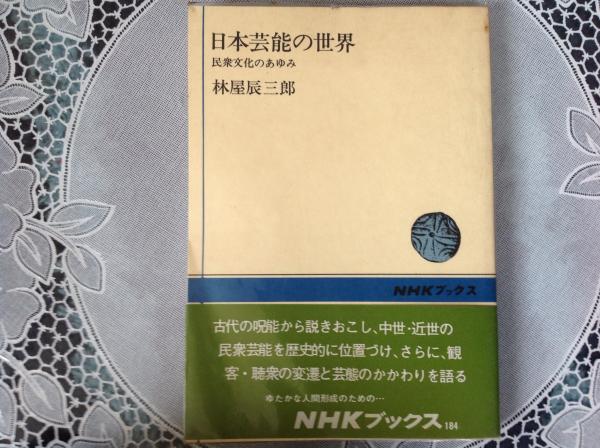 日本芸能の世界
民衆文化のあゆみ
林屋辰三郎
NHKブックス
古代の呪能から説きおこし、中世・近世の
民衆芸能を歴史的に位置づけ、さらに、観
客・聴衆の変遷と芸能のかかわりを語る
ゆたかな人間形成のための…
NHKブックス 184